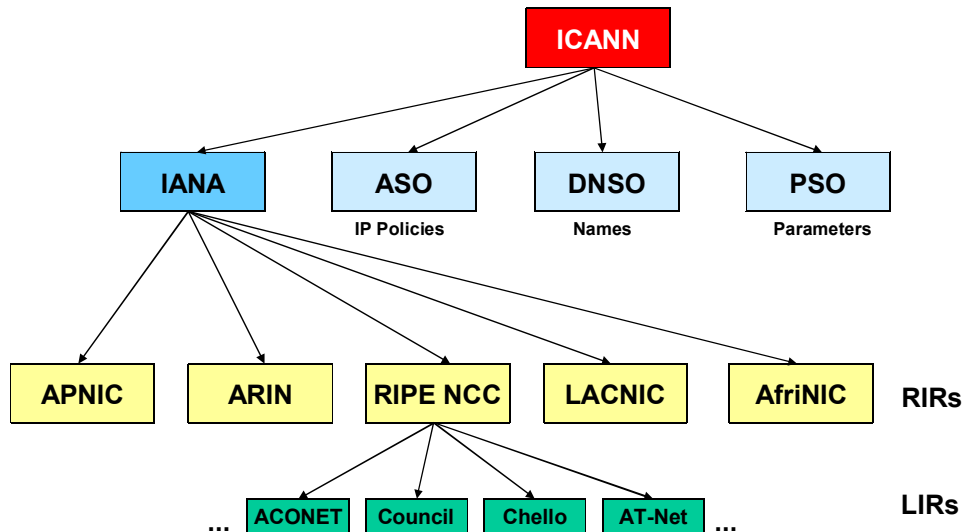 ICANN
IANA
ASO
DNSO
PSO
IP Policies
Names
Parameters
APNIC
ARIN
RIPE NCC
LACNIC
AfriNIC
RIRs
...
ACONET
Council
Chello
AT-Net
...
LIRs